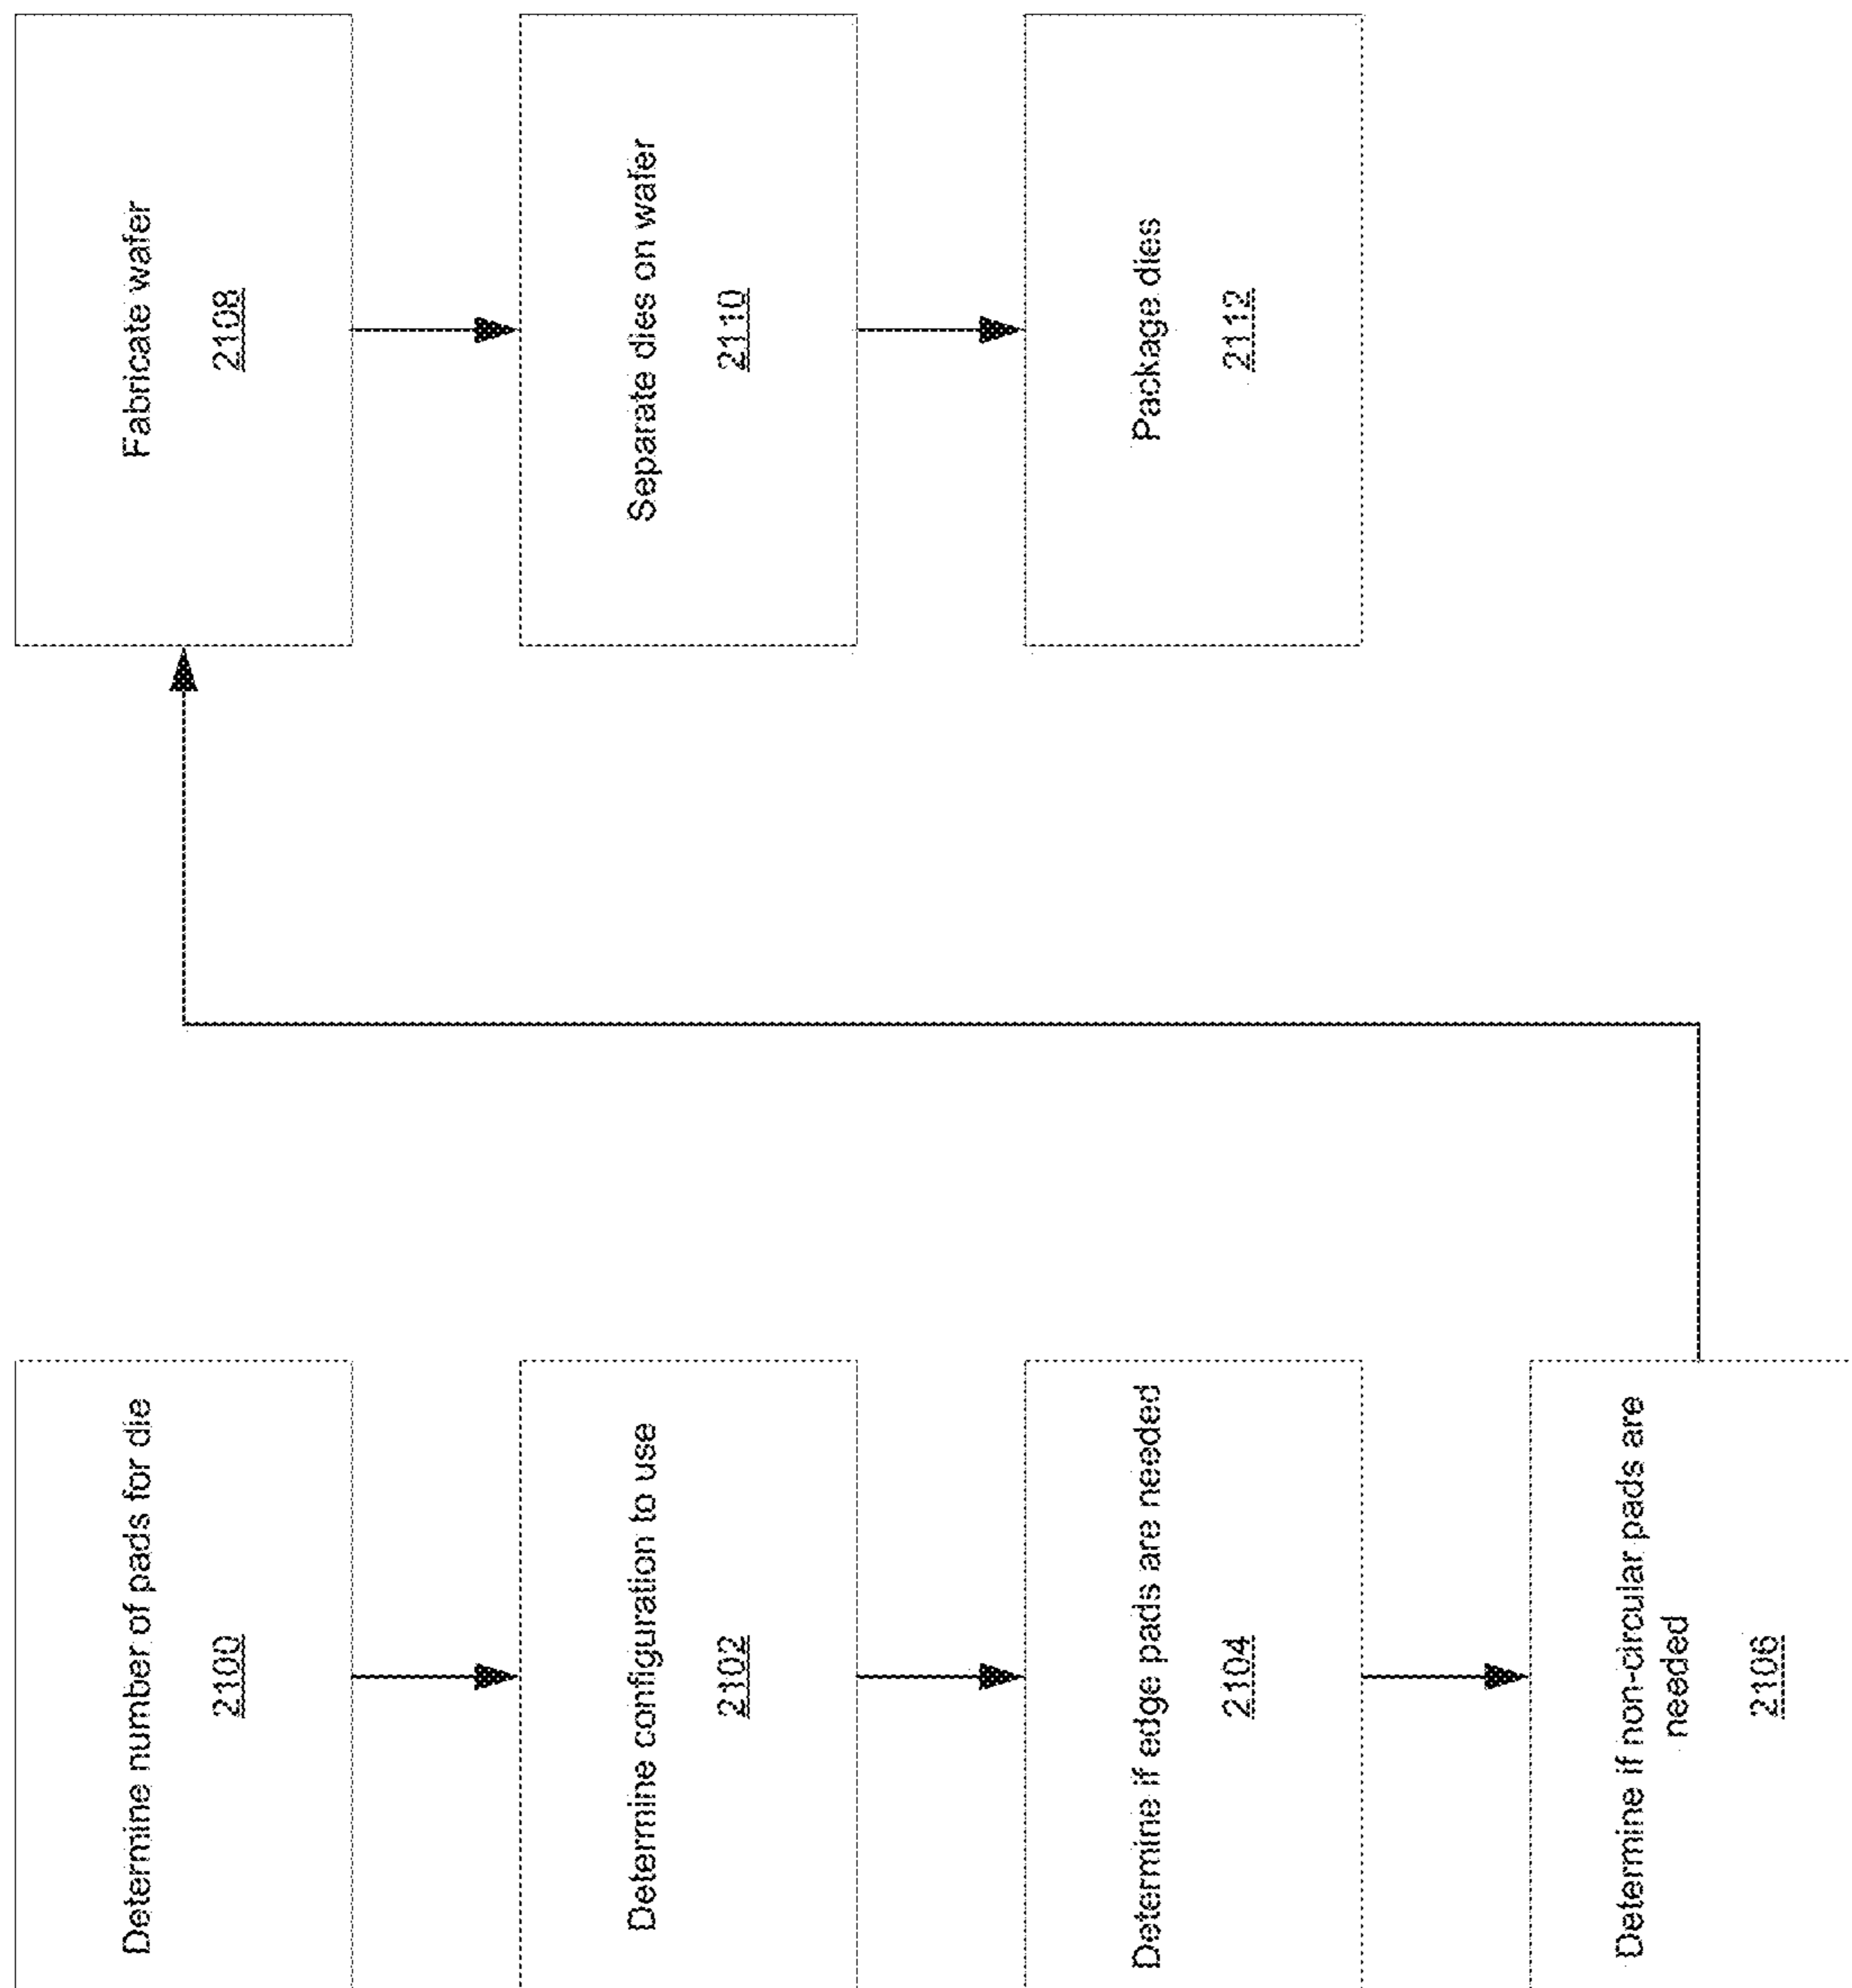 Determine number of pads for die
2100
Determine configuration to use
2102
Determine if edge pads are needed
2104
Determine if non-circular pads are
needed
2106
Fabricate wafer
2108
Separate dies on wafer
2110
Package dies
2112